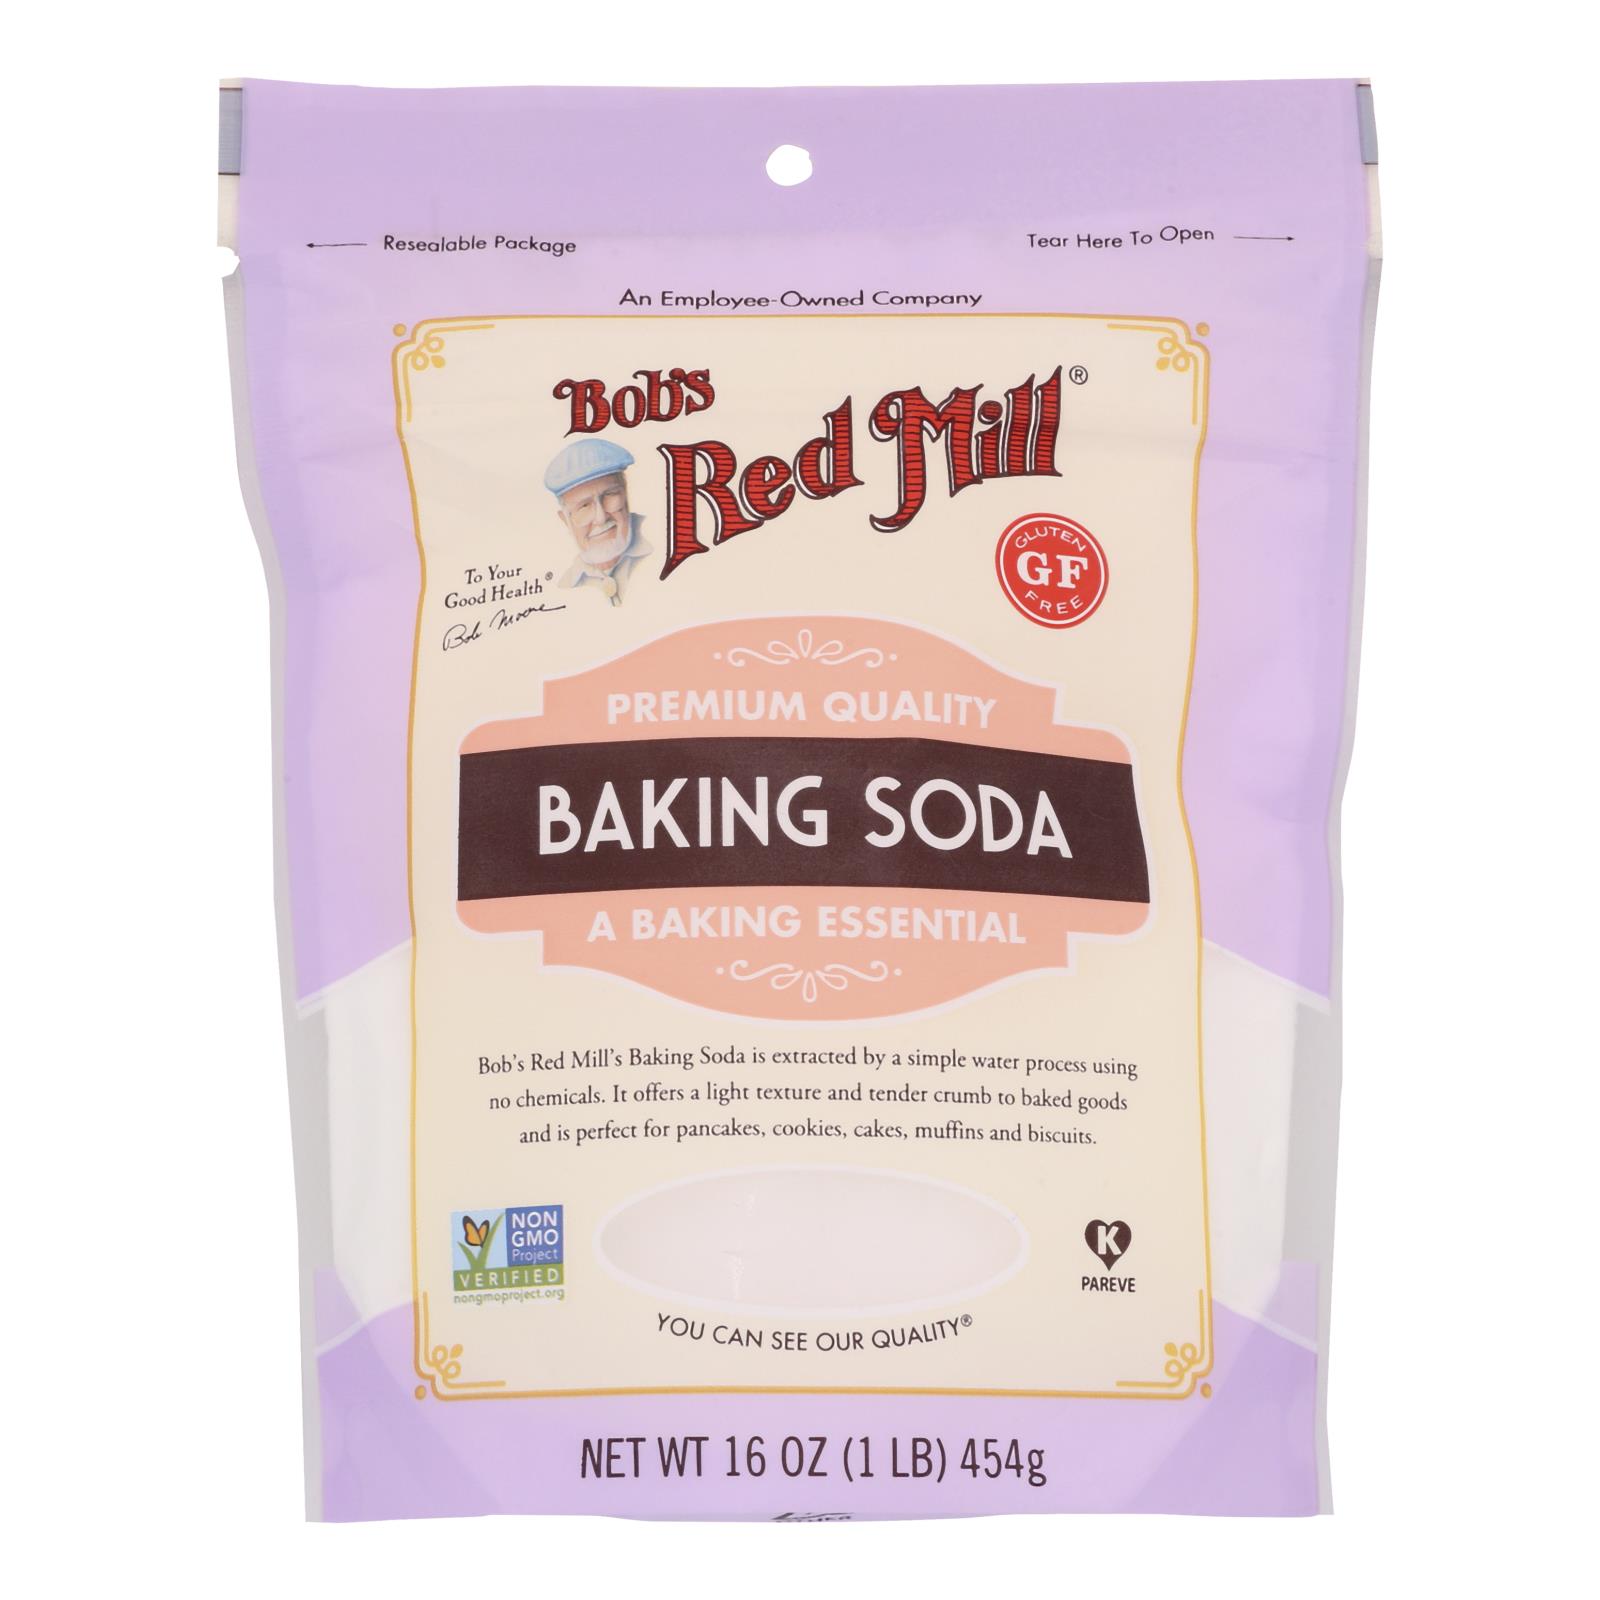 Resealable Package
Tear Here To Open
An Employee-Owned Company
Bob's
Red Mill®
To Your
Good Health®
Bob Moore
GLUTEN
GF
FREE
PREMIUM QUALITY
BAKING SODA
A BAKING ESSENTIAL
Bob's Red Mill's Baking Soda is extracted by a simple water process using
no chemicals. It offers a light texture and tender crumb to baked goods
and is perfect for pancakes, cookies, cakes, muffins and biscuits.
NON
GMO
Project
VERIFIED
nongmoproject.org
K
PAREVE
YOU CAN SEE OUR QUALITY®
NET WT 16 OZ (1 LB) 454g